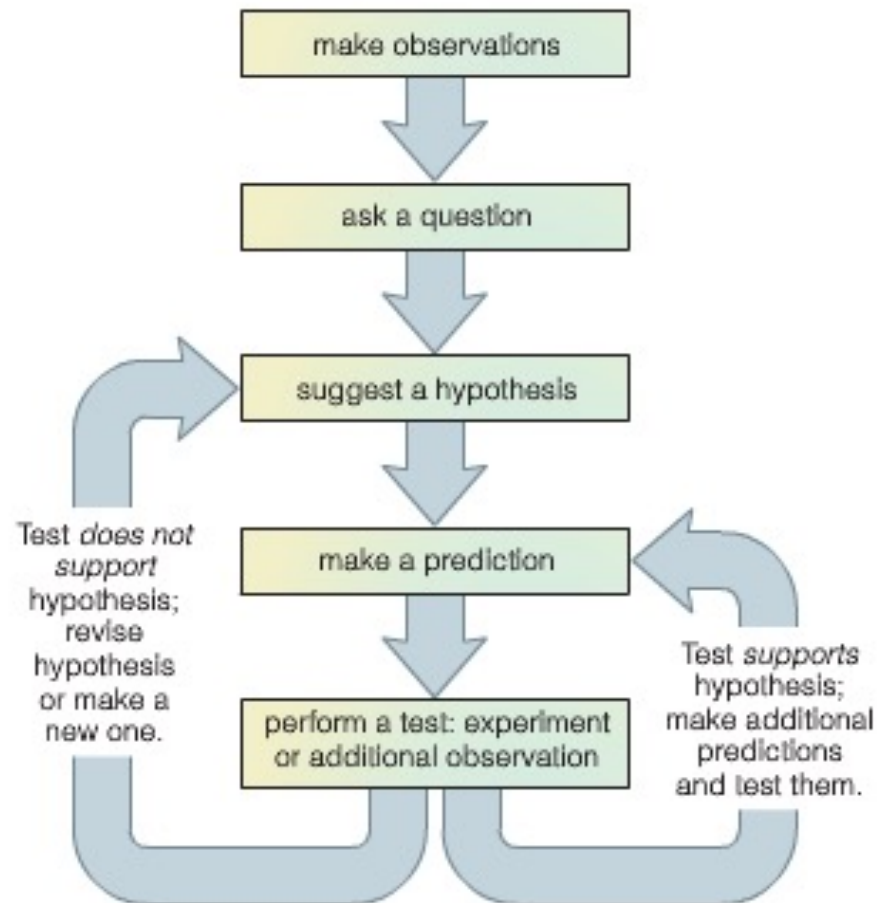 make observations
ask a question
suggest a hypothesis
make a prediction
perform a test: experiment
or additional observation
Test does not
support
hypothesis;
revise
hypothesis
or make a
new one.
Test supports
hypothesis;
make additional
predictions
and test them.